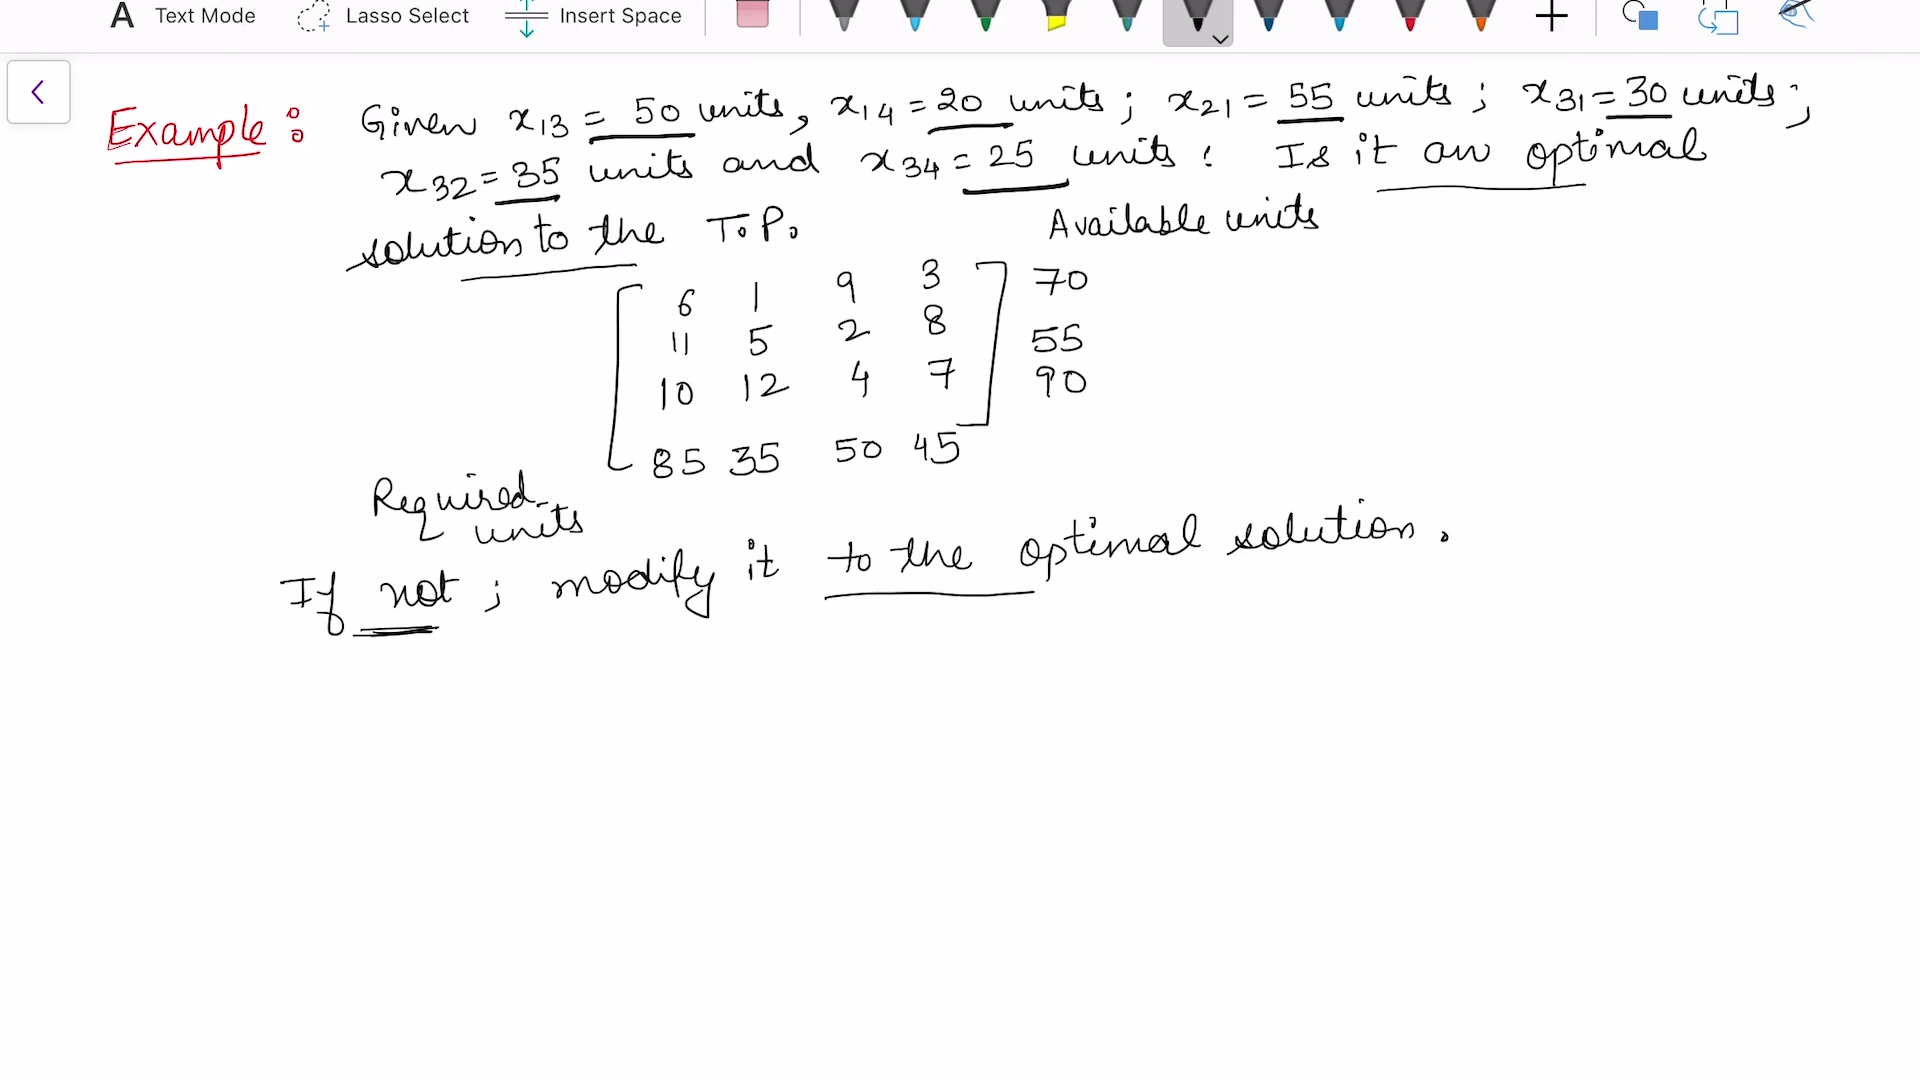 Text Mode Lasso Select Insert Space
Example: Given x13 = 50 units, x14 = 20 units; x21 = 55 units; x31 = 30 units;
x32 = 35 units and x34 = 25 units. Is it an optimal
solution to the T.P.
Available units
6 1 9 3 70
11 5 2 8 55
10 12 4 7 90
85 35 50 45
Required
units
If not; modify it to the optimal solution.